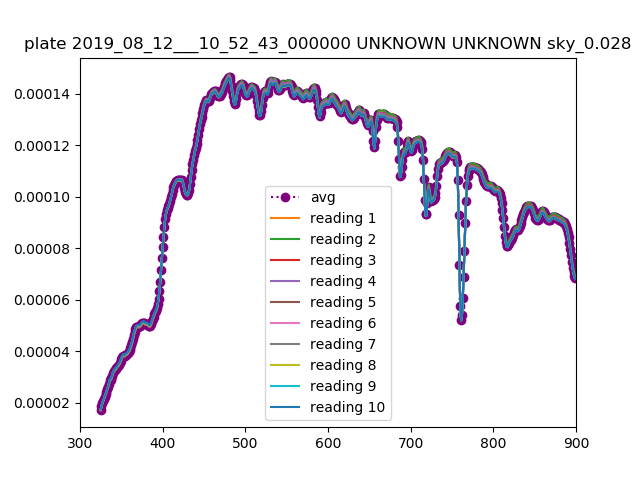 plate 2019_08_12___10_52_43_000000 UNKNOWN UNKNOWN sky_0.028
0.00014
0.00012
0.00010
0.00008
0.00006
0.00004
0.00002
avg
reading 1
reading 2
reading 3
reading 4
reading 5
reading 6
reading 7
reading 8
reading 9
reading 10
300 400 500 600 700 800 900